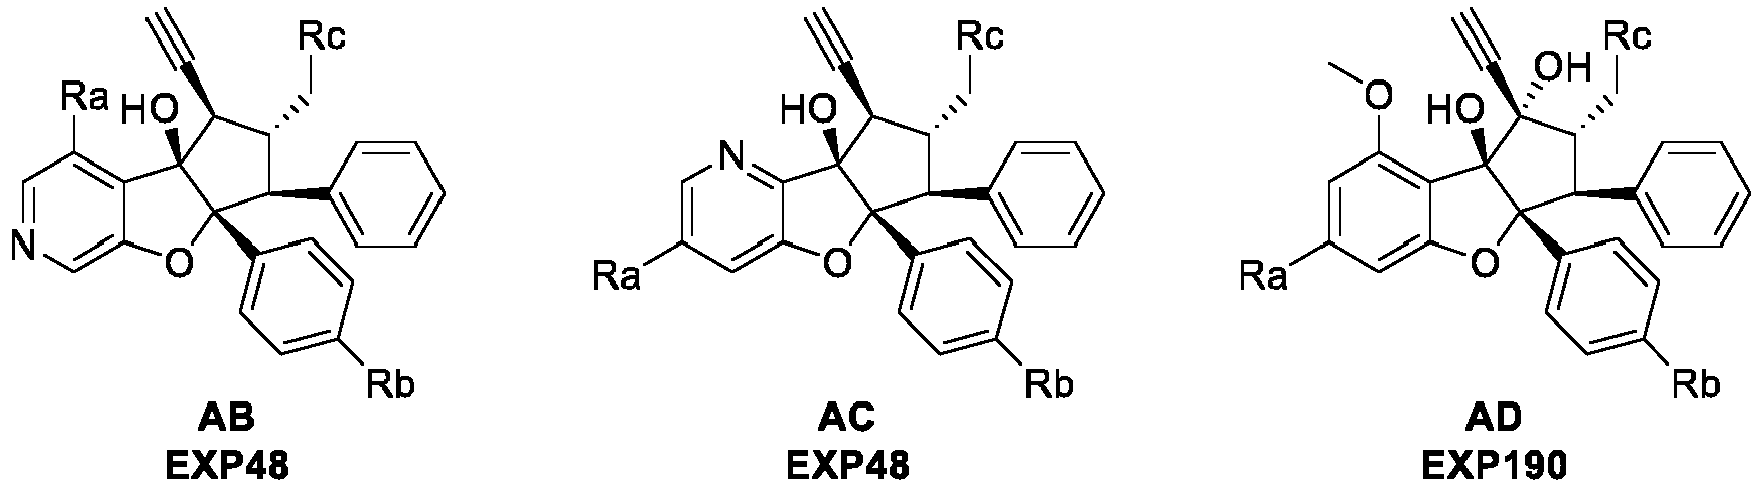 Ra HO Rc
N O
Rb
AB
EXP48
HO Rc
N
Ra O
Rb
AC
EXP48
O HO OH Rc
Ra O
Rb
AD
EXP190